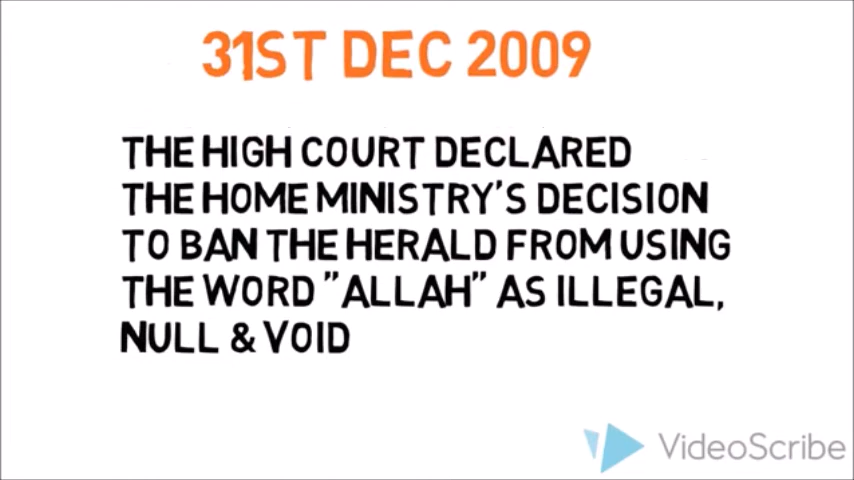 31ST DEC 2009
THE HIGH COURT DECLARED
THE HOME MINISTRY'S DECISION
TO BAN THE HERALD FROM USING
THE WORD "ALLAH" AS ILLEGAL,
NULL & VOID
VideoScribe